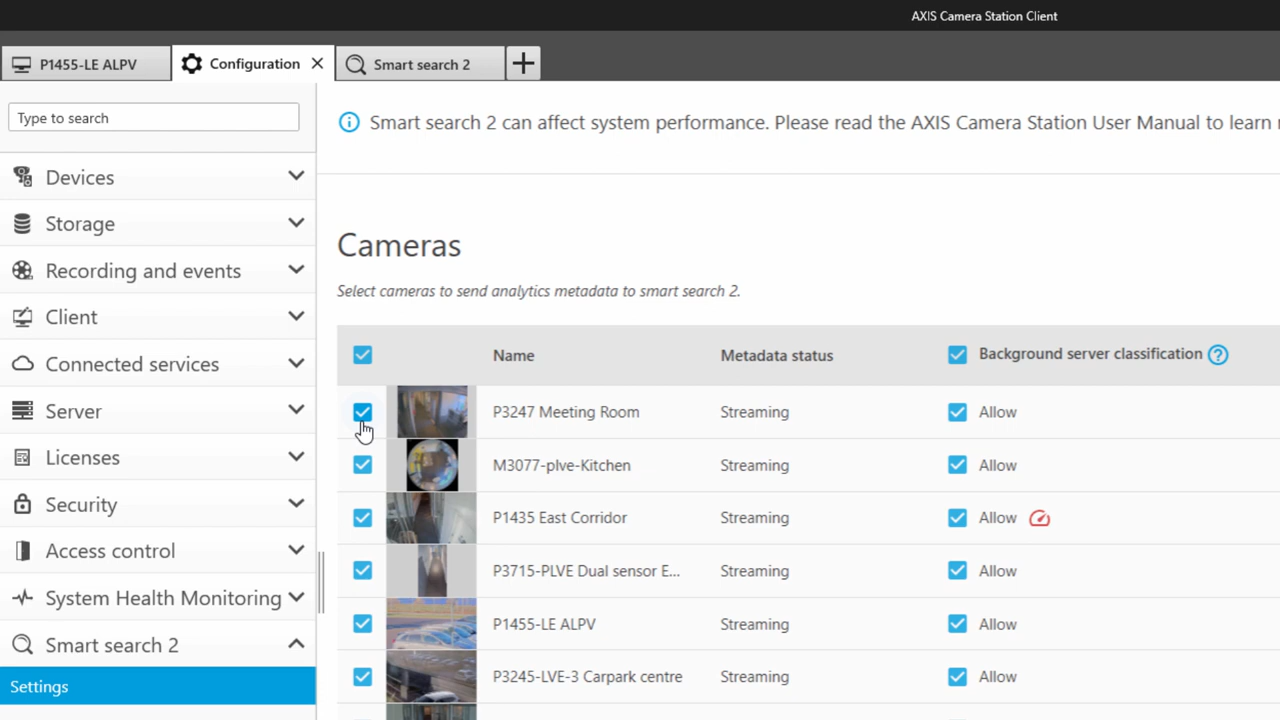 AXIS Camera Station Client
P1455-LE ALPV
Configuration
Smart search 2
Type to search
Smart search 2 can affect system performance. Please read the AXIS Camera Station User Manual to learn
Devices
Storage
Recording and events
Client
Connected services
Server
Licenses
Security
Access control
System Health Monitoring
Smart search 2
Settings
Cameras
Select cameras to send analytics metadata to smart search 2.
Name Metadata status Background server classification ?
P3247 Meeting Room Streaming Allow
M3077-plve-Kitchen Streaming Allow
P1435 East Corridor Streaming Allow
P3715-PLVE Dual sensor E... Streaming Allow
P1455-LE ALPV Streaming Allow
P3245-LVE-3 Carpark centre Streaming Allow